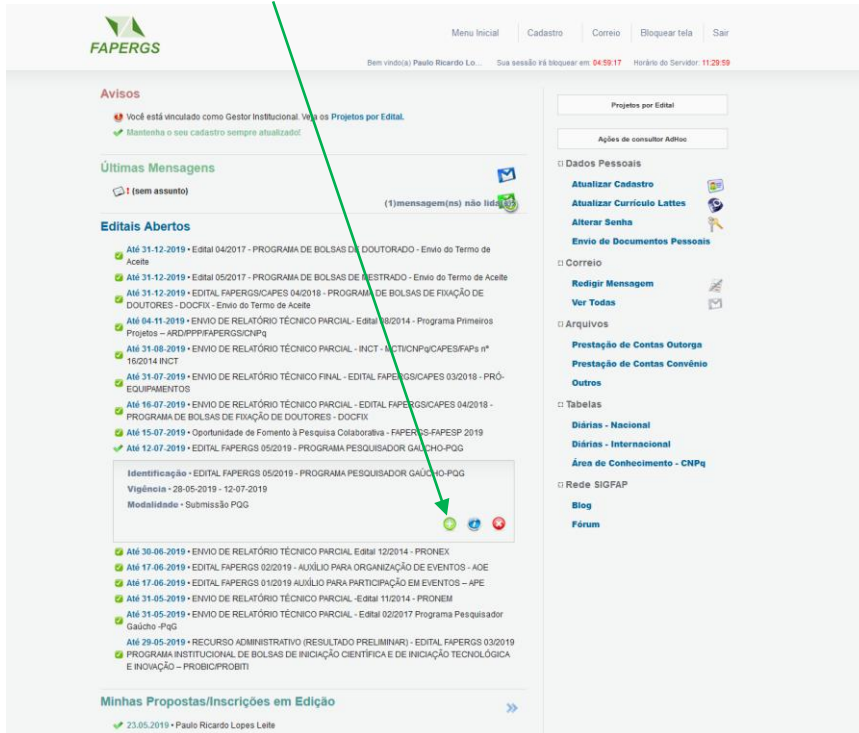 FAPERGS
Menu Inicial
Cadastro
Correio
Bloquear tela
Sair
Bem vindo(a) Paulo Ricardo Lo...
Sua sessão irá bloquear em: 04:59:17
Horário do Servidor: 11:29:59
Avisos
Você está vinculado como Gestor Institucional. Veja os Projetos por Edital.
Mantenha o seu cadastro sempre atualizado!
Últimas Mensagens
! (sem assunto)
(1)mensagem(ns) não
Editais Abertos
Até 31-12-2019 • Edital 04/2017 - PROGRAMA DE BOLSAS DE DOUTORADO - Envio do Termo de
Aceite
Até 31-12-2019 • Edital 05/2017 - PROGRAMA DE BOLSAS DE MESTRADO - Envio do Termo de Aceite
Até 31-12-2019 • EDITAL FAPERGS/CAPES 04/2018 - PROGRAMA DE BOLSAS DE FIXAÇÃO DE
DOUTORES - DOCFIX - Envio do Termo de Aceite
Até 04-11-2019 • ENVIO DE RELATÓRIO TÉCNICO PARCIAL- Edital 08/2014 - Programa Primeiros
Projetos – ARD/PPP/FAPERGS/CNPq
Até 31-08-2019 • ENVIO DE RELATÓRIO TÉCNICO PARCIAL - INCT - MCTI/CNPq/CAPES/FAPs nº
16/2014 INCT
Até 31-07-2019 • ENVIO DE RELATÓRIO TÉCNICO FINAL - EDITAL FAPERGS/CAPES 03/2018 - PRÓ-
EQUIPAMENTOS
Até 16-07-2019 • ENVIO DE RELATÓRIO TÉCNICO PARCIAL - EDITAL FAPERGS/CAPES 04/2018 -
PROGRAMA DE BOLSAS DE FIXAÇÃO DE DOUTORES - DOCFIX
Até 15-07-2019 • Oportunidade de Fomento à Pesquisa Colaborativa - FAPERGS-FAPESP 2019
Até 12-07-2019 • EDITAL FAPERGS 05/2019 - PROGRAMA PESQUISADOR GAÚCHO-PQG
Identificação • EDITAL FAPERGS 05/2019 - PROGRAMA PESQUISADOR GAÚCHO-PQG
Vigência • 28-05-2019 - 12-07-2019
Modalidade • Submissão PQG
Até 30-06-2019 • ENVIO DE RELATÓRIO TÉCNICO PARCIAL Edital 12/2014 - PRONEX
Até 17-06-2019 • EDITAL FAPERGS 02/2019 - AUXÍLIO PARA ORGANIZAÇÃO DE EVENTOS - AOE
Até 17-06-2019 • EDITAL FAPERGS 01/2019 AUXÍLIO PARA PARTICIPAÇÃO EM EVENTOS – APE
Até 31-05-2019 • ENVIO DE RELATÓRIO TÉCNICO PARCIAL -Edital 11/2014 - PRONEM
Até 31-05-2019 • ENVIO DE RELATÓRIO TÉCNICO PARCIAL - Edital 02/2017 Programa Pesquisador
Gaúcho -PqG
Até 29-05-2019 • RECURSO ADMINISTRATIVO (RESULTADO PRELIMINAR) - EDITAL FAPERGS 03/2019
PROGRAMA INSTITUCIONAL DE BOLSAS DE INICIAÇÃO CIENTÍFICA E DE INICIAÇÃO TECNOLÓGICA
E INOVAÇÃO – PROBIC/PROBITI
Minhas Propostas/Inscrições em Edição
23.05.2019 • Paulo Ricardo Lopes Leite
Projetos por Edital
Ações de consultor AdHoc
Dados Pessoais
Atualizar Cadastro
Atualizar Currículo Lattes
Alterar Senha
Envio de Documentos Pessoais
Correio
Redigir Mensagem
Ver Todas
Arquivos
Prestação de Contas Outorga
Prestação de Contas Convênio
Outros
Tabelas
Diárias - Nacional
Diárias - Internacional
Área de Conhecimento - CNPq
Rede SIGFAP
Blog
Fórum